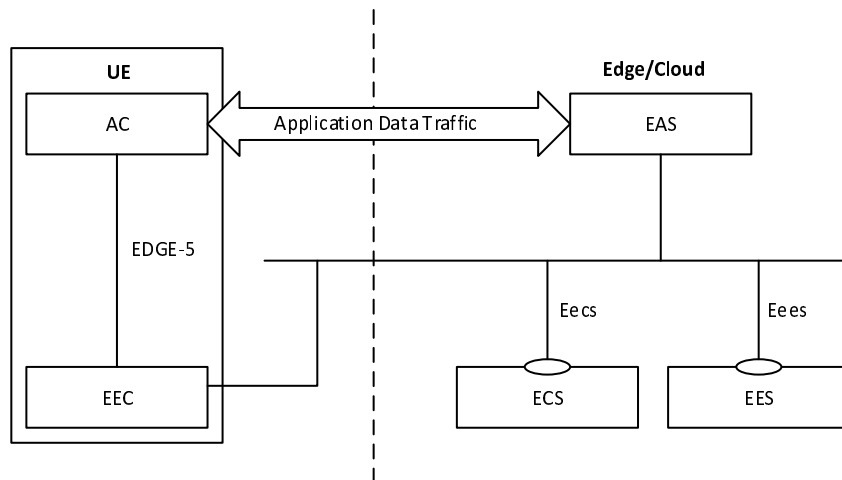 UE
Edge/Cloud
AC
Application Data Traffic
EAS
EDGE-5
Eecs
Eees
EEC
ECS
EES